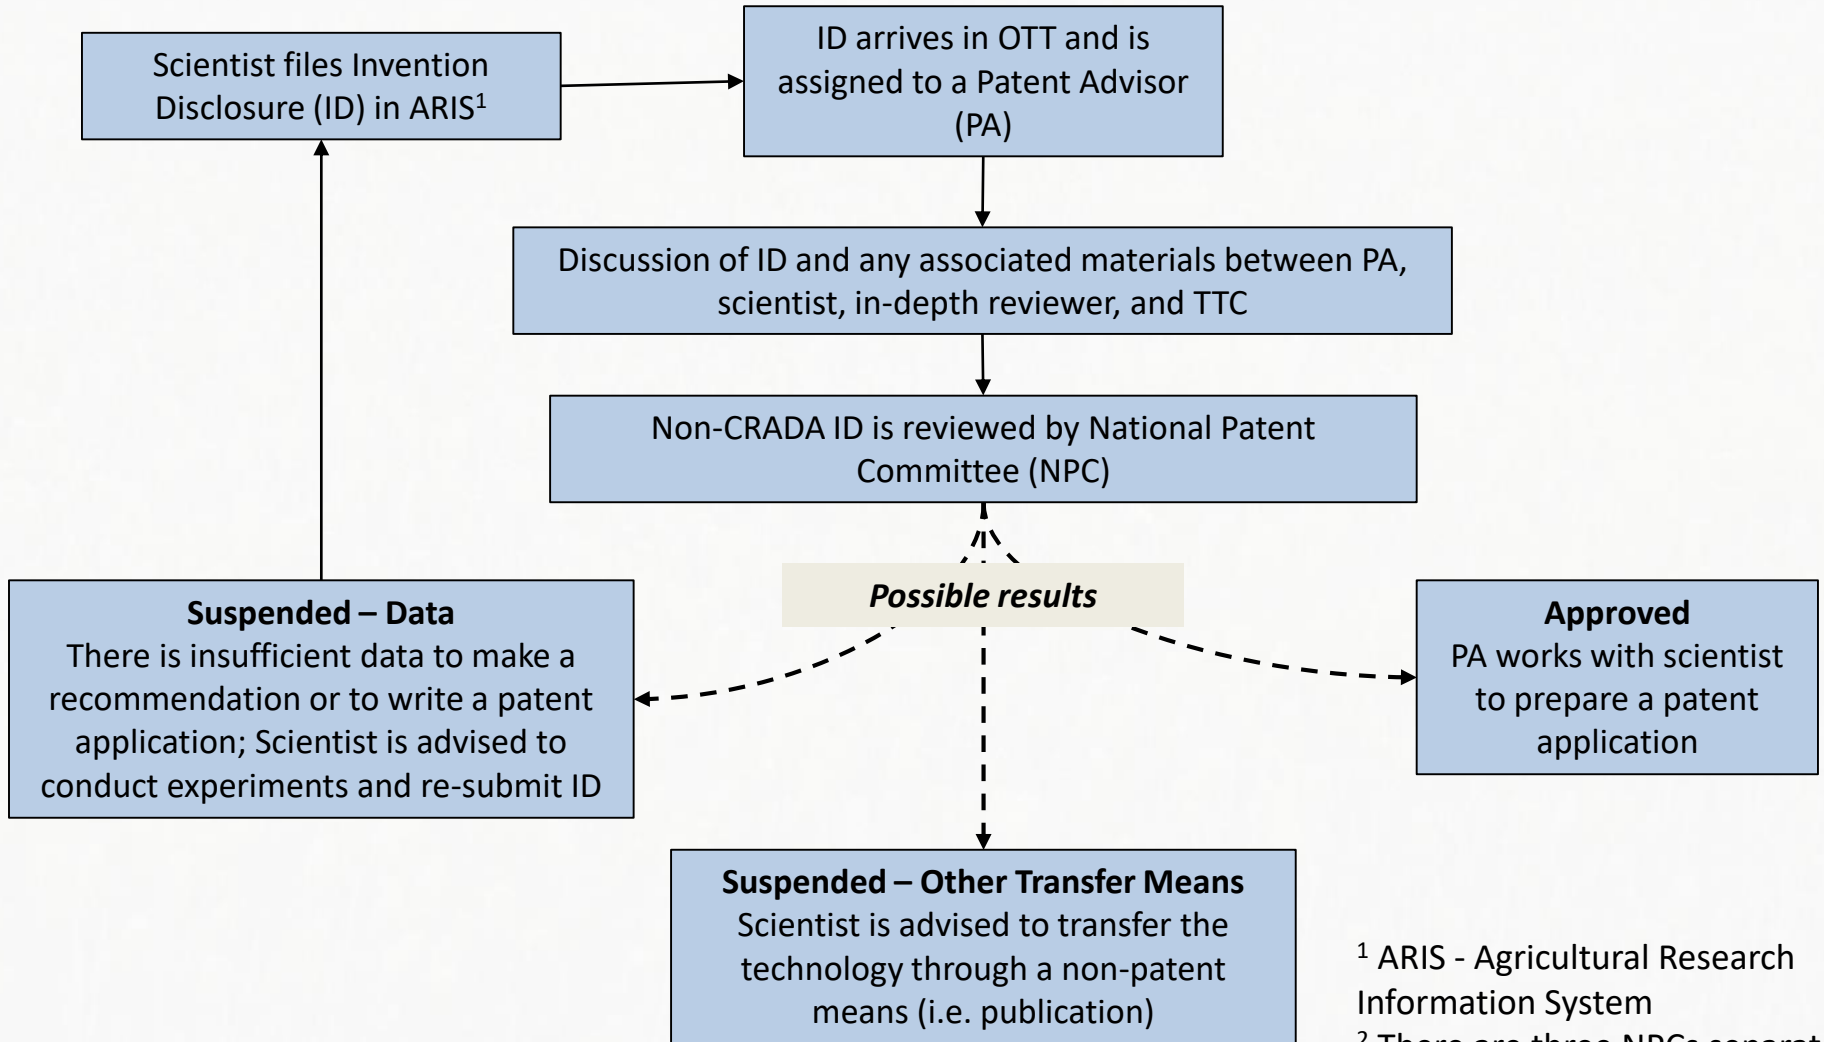 Scientist files Invention
Disclosure (ID) in ARIS¹
ID arrives in OTT and is
assigned to a Patent Advisor
(PA)
Discussion of ID and any associated materials between PA,
scientist, in-depth reviewer, and TTC
Non-CRADA ID is reviewed by National Patent
Committee (NPC)
Possible results
Suspended – Data
There is insufficient data to make a
recommendation or to write a patent
application; Scientist is advised to
conduct experiments and re-submit ID
Approved
PA works with scientist
to prepare a patent
application
Suspended – Other Transfer Means
Scientist is advised to transfer the
technology through a non-patent
means (i.e. publication)
¹ ARIS - Agricultural Research
Information System
² There are three NPCs